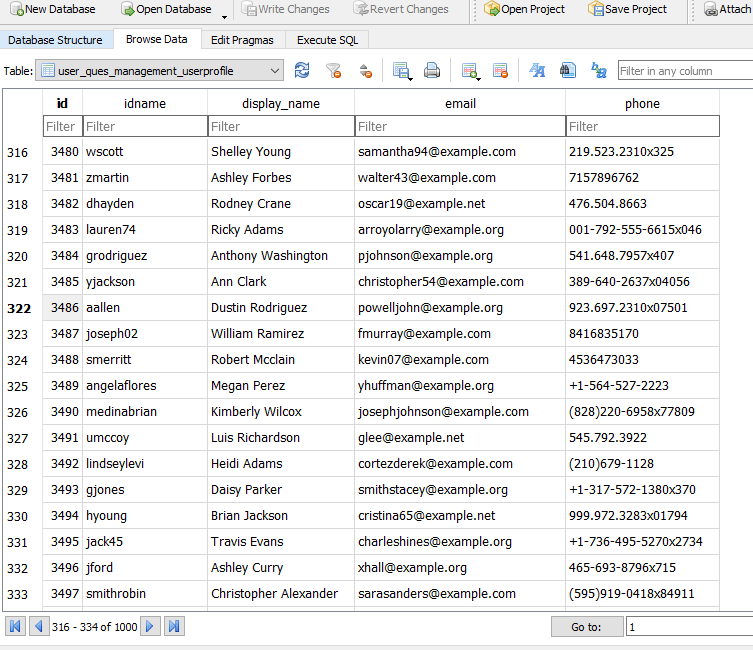 New Database Open Database Write Changes Revert Changes Open Project Save Project Attach
Database Structure Browse Data Edit Pragmas Execute SQL
Table: user_ques_management_userprofile Filter in any column
id idname display_name email phone
Filter Filter Filter Filter Filter
316 3480 wscott Shelley Young samantha94@example.com 219.523.2310x325
317 3481 zmartin Ashley Forbes walter43@example.com 7157896762
318 3482 dhayden Rodney Crane oscar19@example.net 476.504.8663
319 3483 lauren74 Ricky Adams arroyolarry@example.org 001-792-555-6615x046
320 3484 grodriguez Anthony Washington pjohnson@example.org 541.648.7957x407
321 3485 yjackson Ann Clark christopher54@example.com 389-640-2637x04056
322 3486 aallen Dustin Rodriguez powelljohn@example.org 923.697.2310x07501
323 3487 joseph02 William Ramirez fmurray@example.com 8416835170
324 3488 smerritt Robert Mcclain kevin07@example.com 4536473033
325 3489 angelaflores Megan Perez yhuffman@example.org +1-564-527-2223
326 3490 medinabrian Kimberly Wilcox josephjohnson@example.com (828)220-6958x77809
327 3491 umccoy Luis Richardson glee@example.net 545.792.3922
328 3492 lindseylevi Heidi Adams cortezderek@example.com (210)679-1128
329 3493 gjones Daisy Parker smithstacey@example.org +1-317-572-1380x370
330 3494 hyoung Brian Jackson cristina65@example.net 999.972.3283x01794
331 3495 jack45 Travis Evans charleshines@example.org +1-736-495-5270x2734
332 3496 jford Ashley Curry xhall@example.org 465-693-8796x715
333 3497 smithrobin Christopher Alexander sarasanders@example.com (595)919-0418x84911
316 - 334 of 1000 Go to: 1